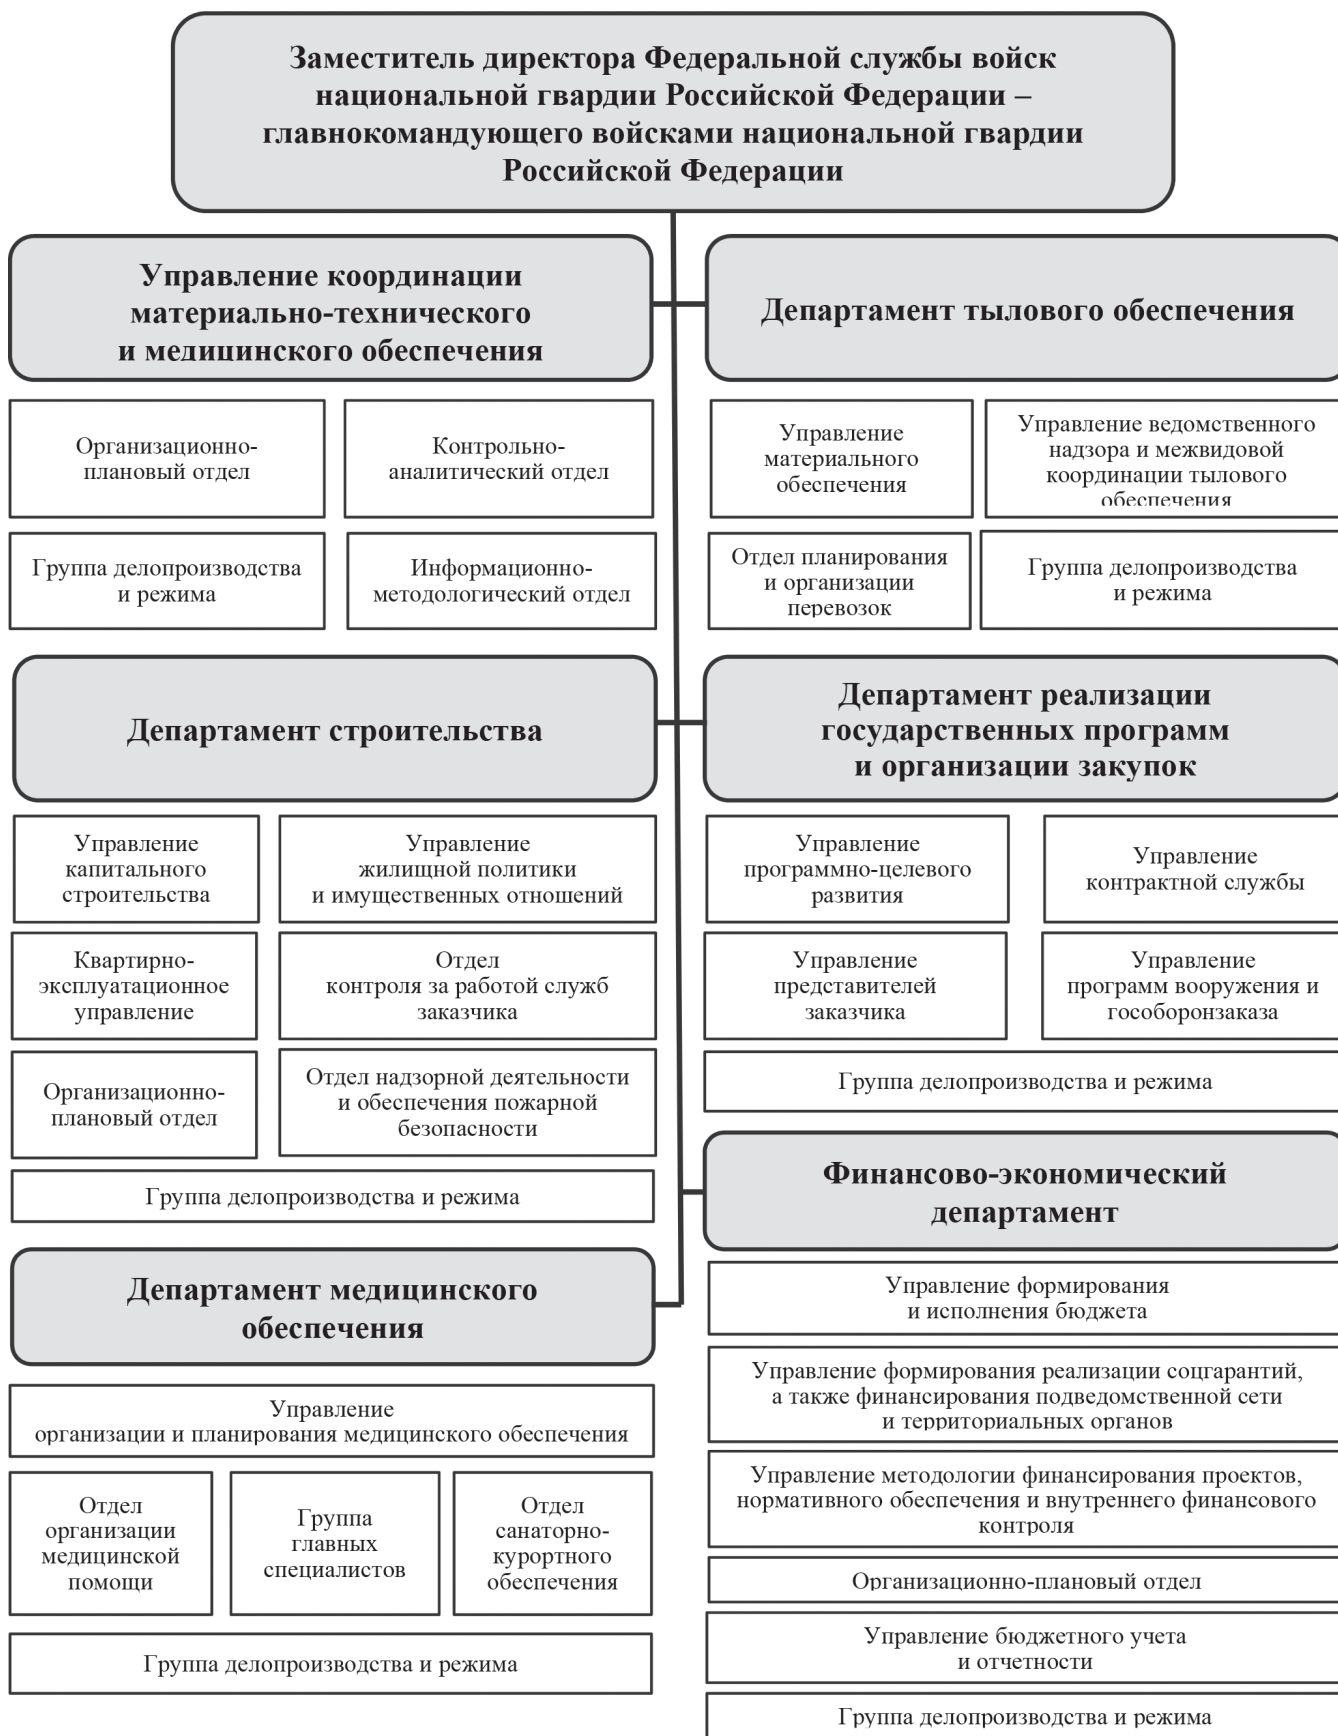 Заместитель директора Федеральной службы войск
национальной гвардии Российской Федерации –
главнокомандующего войсками национальной гвардии
Российской Федерации
Управление координации
материально-технического
и медицинского обеспечения
Департамент тылового обеспечения
Организационно-
плановый отдел
Контрольно-
аналитический отдел
Управление
материального
обеспечения
Управление ведомственного
надзора и межвидовой
координации тылового
обеспечения
Группа делопроизводства
и режима
Информационно-
методологический отдел
Отдел планирования
и организации
перевозок
Группа делопроизводства
и режима
Департамент строительства
Департамент реализации
государственных программ
и организации закупок
Управление
капитального
строительства
Управление
жилищной политики
и имущественных отношений
Управление
программно-целевого
развития
Управление
контрактной службы
Квартирно-
эксплуатационное
управление
Отдел
контроля за работой служб
заказчика
Управление
представителей
заказчика
Управление
программ вооружения и
гособоронзаказа
Организационно-
плановый отдел
Отдел надзорной деятельности
и обеспечения пожарной
безопасности
Группа делопроизводства и режима
Группа делопроизводства и режима
Финансово-экономический
департамент
Департамент медицинского
обеспечения
Управление формирования
и исполнения бюджета
Управление формирования реализации соцгарантий,
а также финансирования подведомственной сети
и территориальных органов
Управление
организации и планирования медицинского обеспечения
Управление методологии финансирования проектов,
нормативного обеспечения и внутреннего финансового
контроля
Отдел
организации
медицинской
помощи
Группа
главных
специалистов
Отдел
санаторно-
курортного
обеспечения
Организационно-плановый отдел
Управление бюджетного учета
и отчетности
Группа делопроизводства и режима
Группа делопроизводства и режима